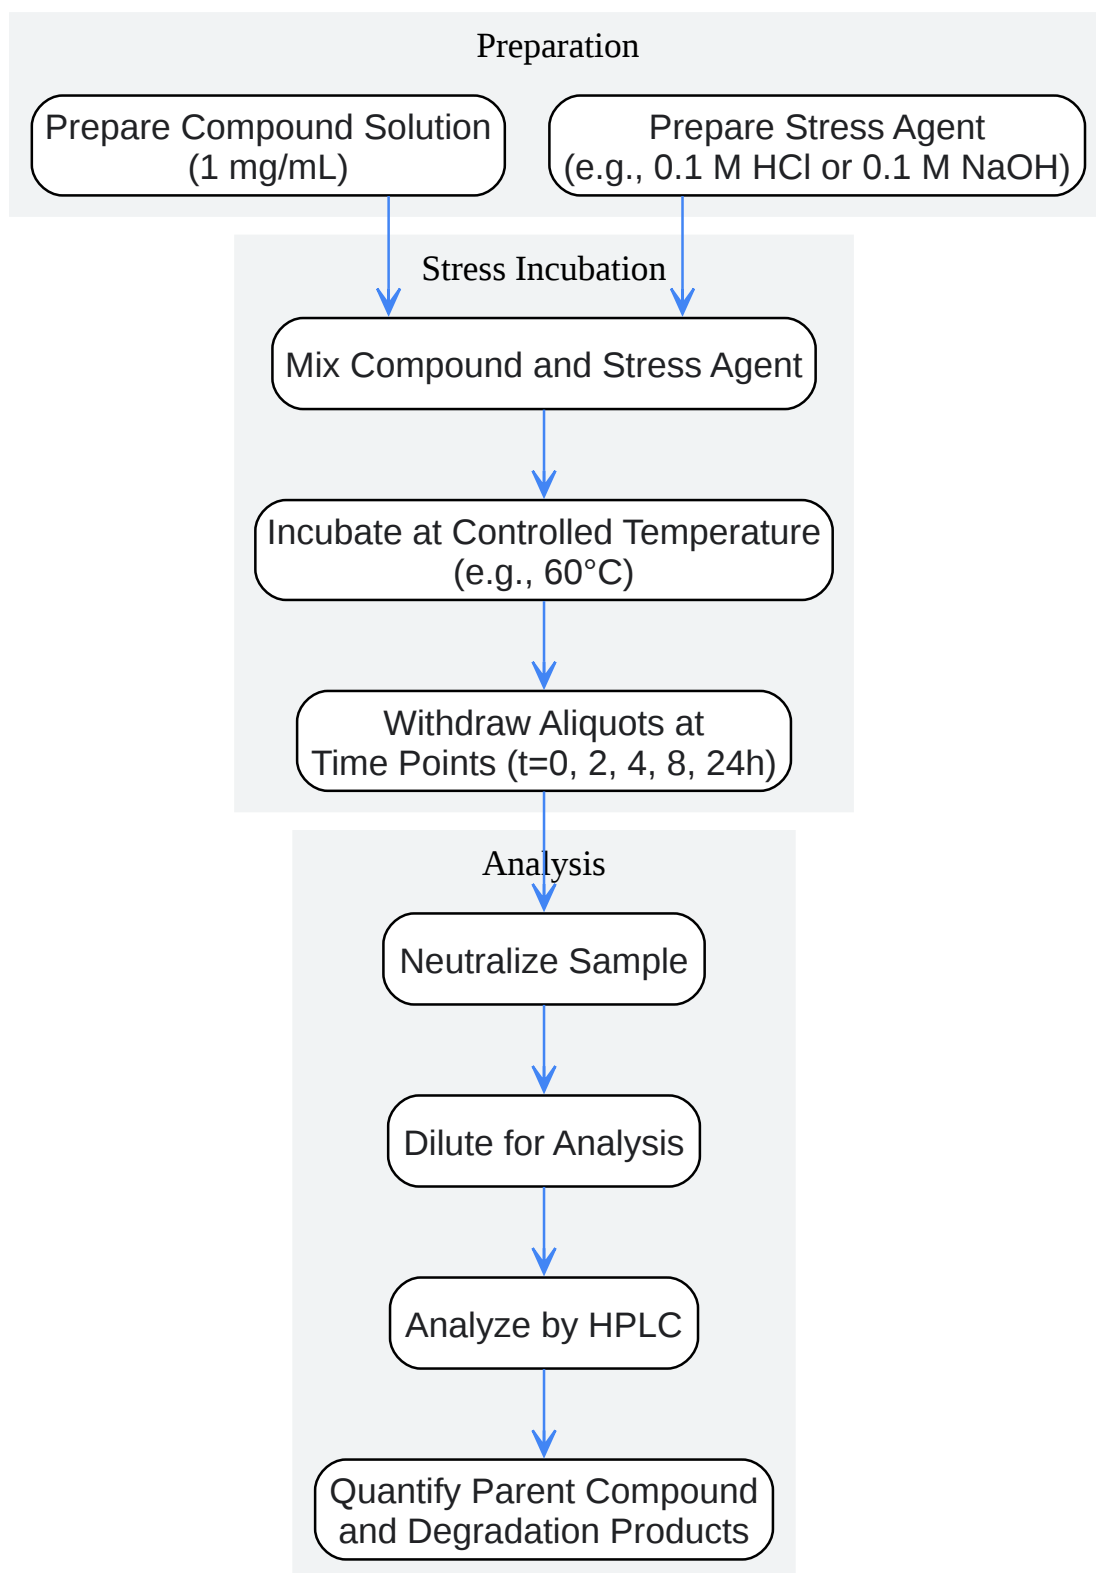 Preparation
Prepare Compound Solution
(1 mg/mL)
Prepare Stress Agent
(e.g., 0.1 M HCl or 0.1 M NaOH)
Stress Incubation
Mix Compound and Stress Agent
Incubate at Controlled Temperature
(e.g., 60°C)
Withdraw Aliquots at
Time Points (t=0, 2, 4, 8, 24h)
Analysis
Neutralize Sample
Dilute for Analysis
Analyze by HPLC
Quantify Parent Compound
and Degradation Products